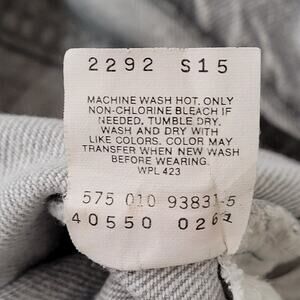 2292 S15
MACHINE WASH HOT. ONLY
NON-CHLORINE BLEACH IF
NEEDED. TUMBLE DRY.
WASH AND DRY WITH
LIKE COLORS. COLOR MAY
TRANSFER WHEN NEW WASH
BEFORE WEARING.
WPL 423
575 010 93831-5
40550 02